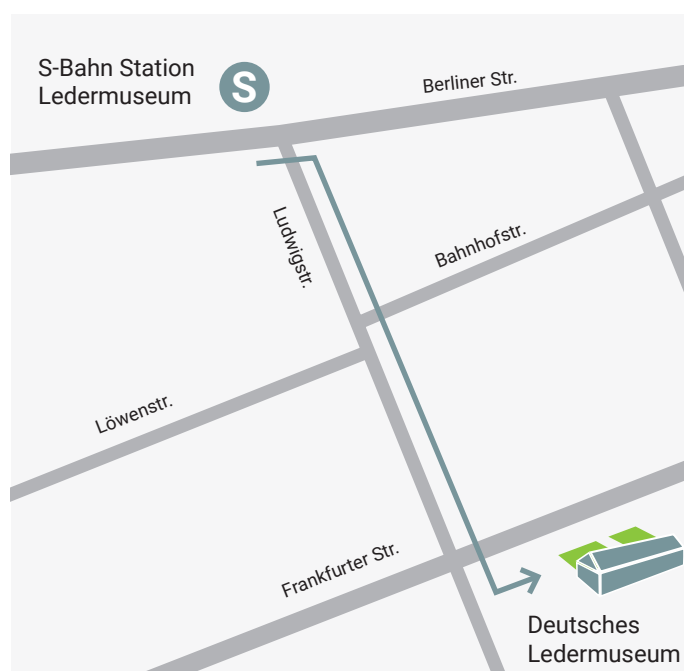 S-Bahn Station
Ledermuseum
S
Berliner Str.
Ludwigstr.
Bahnhofstr.
Löwenstr.
Frankfurter Str.
Deutsches
Ledermuseum